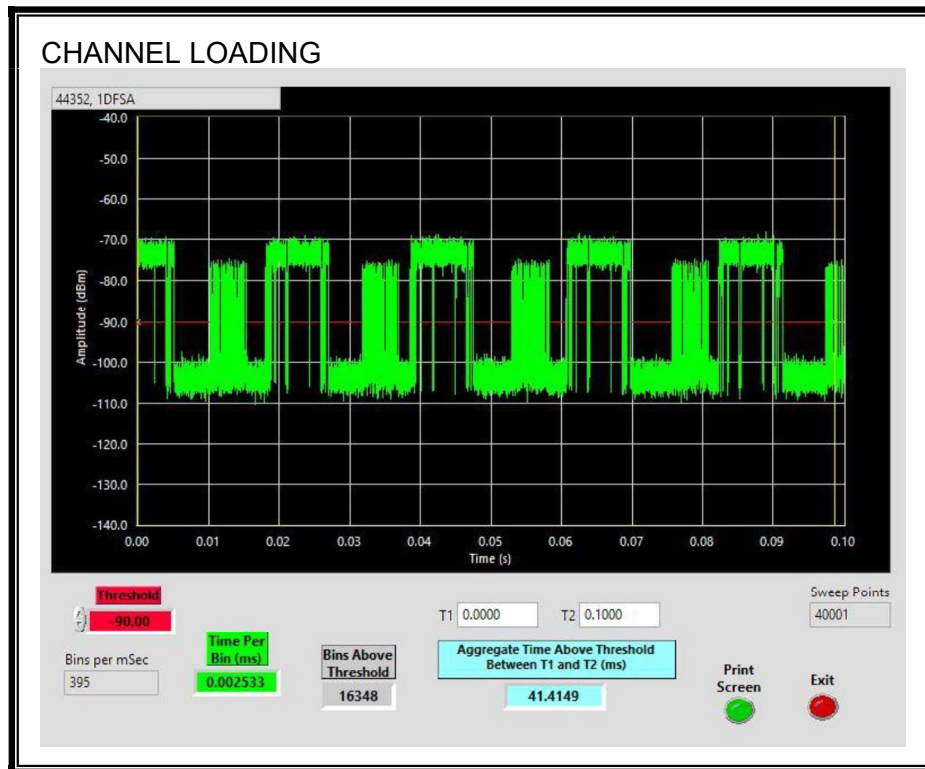 CHANNEL LOADING
44352, 1DFSA
-40.0
-50.0
-60.0
-70.0
-80.0
-90.0
-100.0
-110.0
-120.0
-130.0
-140.0
Amplitude (dBm)
0.00 0.01 0.02 0.03 0.04 0.05 0.06 0.07 0.08 0.09 0.10
Time (s)
Threshold
-90.00
Bins per mSec
395
Time Per
Bin (ms)
0.002533
Bins Above
Threshold
16348
T1 0.0000 T2 0.1000
Aggregate Time Above Threshold
Between T1 and T2 (ms)
41.4149
Sweep Points
40001
Print
Screen
Exit